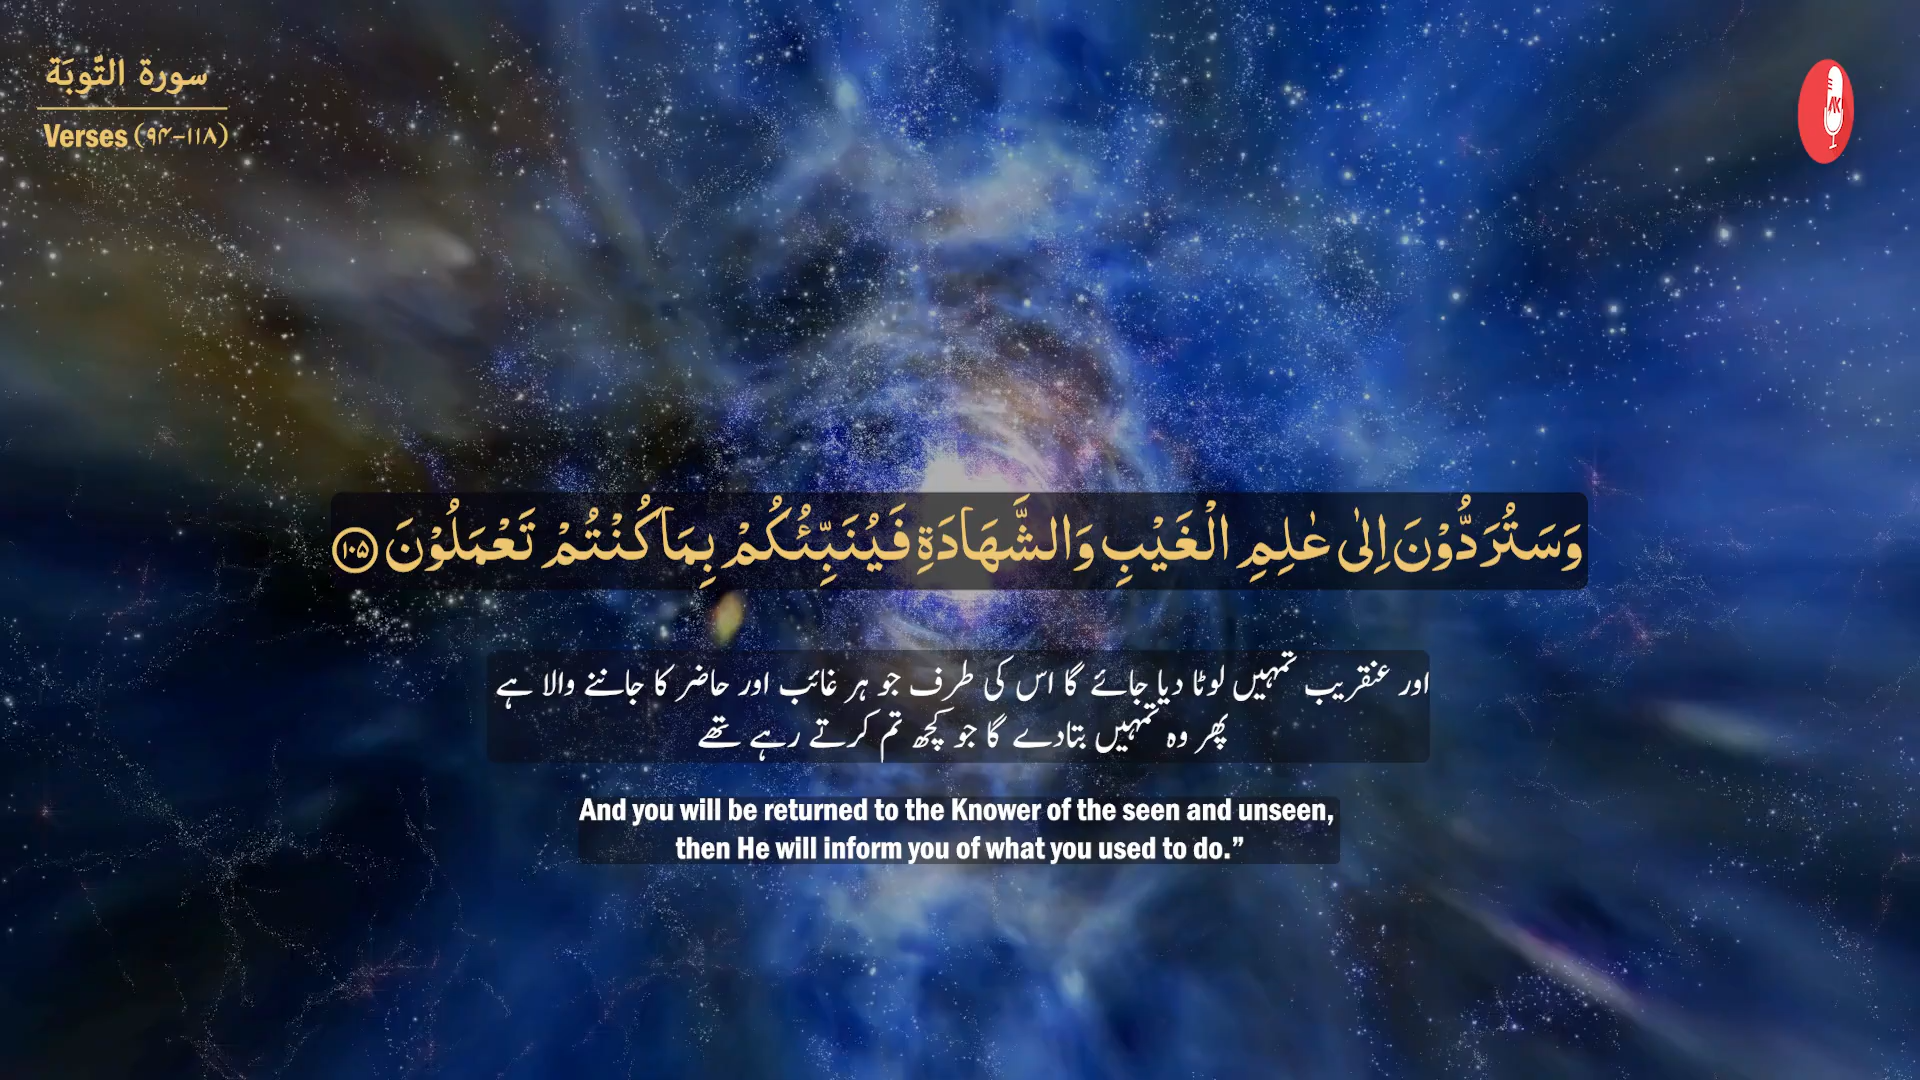 سورة التّوبَة
Verses (۹۴-۱۱۸)
AK
وَسَتُرَدُّوْنَ اِلٰى عٰلِمِ الْغَيْبِ وَالشَّهَادَةِ فَيُنَبِّئُكُمْ بِمَا كُنْتُمْ تَعْمَلُوْنَ ۱۰۵
اور عنقریب تمہیں لوٹا دیا جائے گا اس کی طرف جو ہر غائب اور حاضر کا جاننے والا ہے
پھر وہ تمہیں بتادے گا جو کچھ تم کرتے رہے تھے
And you will be returned to the Knower of the seen and unseen,
then He will inform you of what you used to do.”